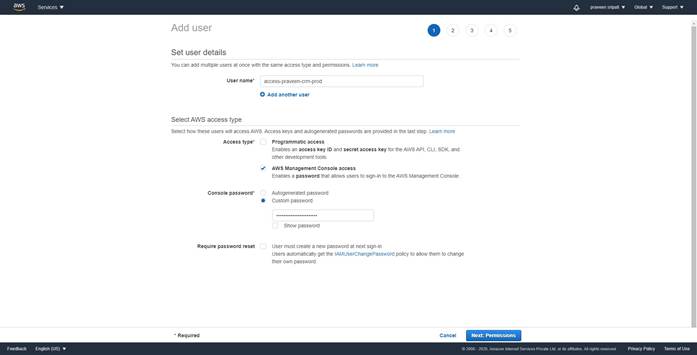 aws Services praveen sripati Global Support
Add user
1 2 3 4 5
Set user details
You can add multiple users at once with the same access type and permissions. Learn more
User name* access-praveen-crm-prod
Add another user
Select AWS access type
Select how these users will access AWS. Access keys and autogenerated passwords are provided in the last step. Learn more
Access type* Programmatic access
Enables an access key ID and secret access key for the AWS API, CLI, SDK, and
other development tools.
AWS Management Console access
Enables a password that allows users to sign-in to the AWS Management Console.
Console password* Autogenerated password
Custom password
••••••••••••••••••••••
Show password
Require password reset User must create a new password at next sign-in
Users automatically get the IAMUserChangePassword policy to allow them to change
their own password.
* Required Cancel Next: Permissions
Feedback English (US) © 2008 - 2020, Amazon Internet Services Private Ltd. or its affiliates. All rights reserved. Privacy Policy Terms of Use